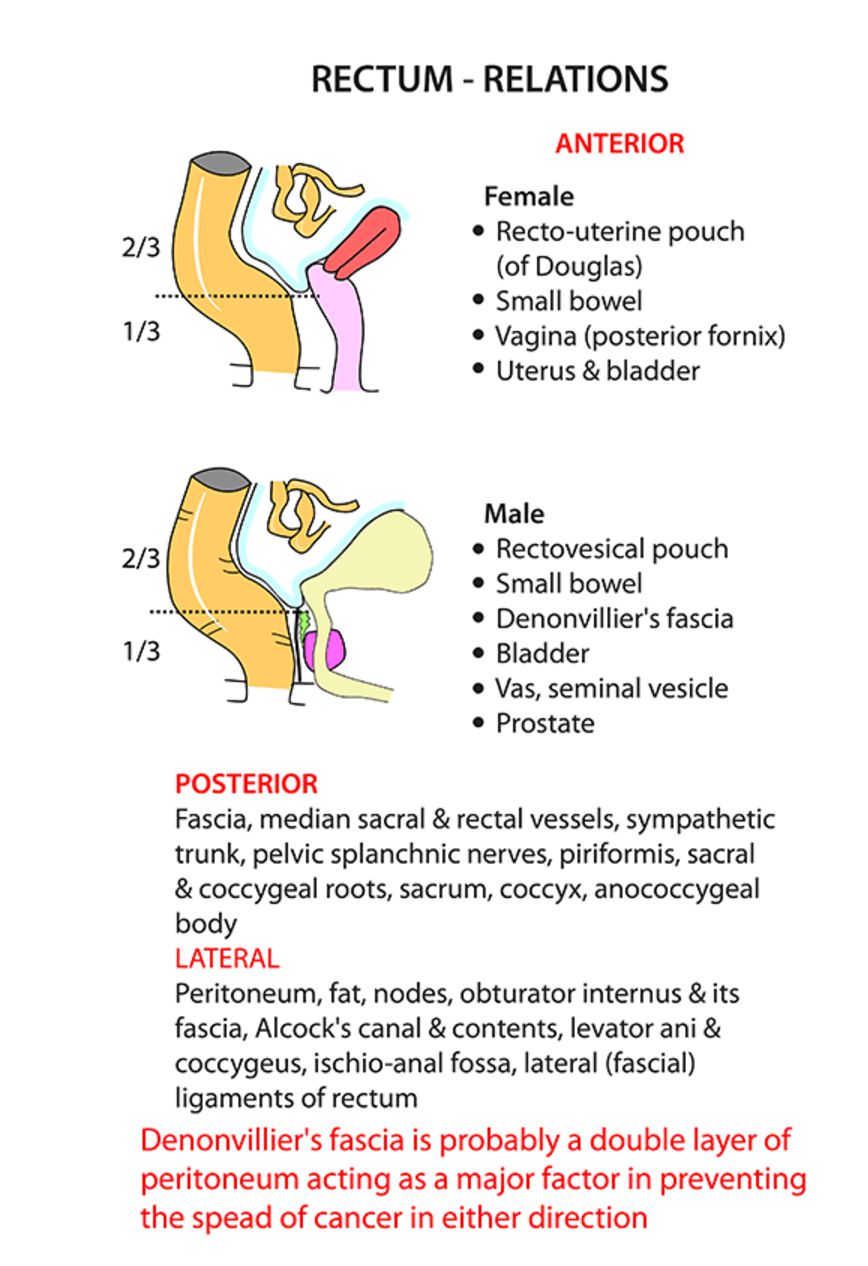 RECTUM - RELATIONS
ANTERIOR
Female
• Recto-uterine pouch
(of Douglas)
• Small bowel
• Vagina (posterior fornix)
• Uterus & bladder
2/3
1/3
Male
• Rectovesical pouch
• Small bowel
• Denonvillier's fascia
• Bladder
• Vas, seminal vesicle
• Prostate
2/3
1/3
POSTERIOR
Fascia, median sacral & rectal vessels, sympathetic
trunk, pelvic splanchnic nerves, piriformis, sacral
& coccygeal roots, sacrum, coccyx, anococcygeal
body
LATERAL
Peritoneum, fat, nodes, obturator internus & its
fascia, Alcock's canal & contents, levator ani &
coccygeus, ischio-anal fossa, lateral (fascial)
ligaments of rectum
Denonvillier's fascia is probably a double layer of
peritoneum acting as a major factor in preventing
the spead of cancer in either direction